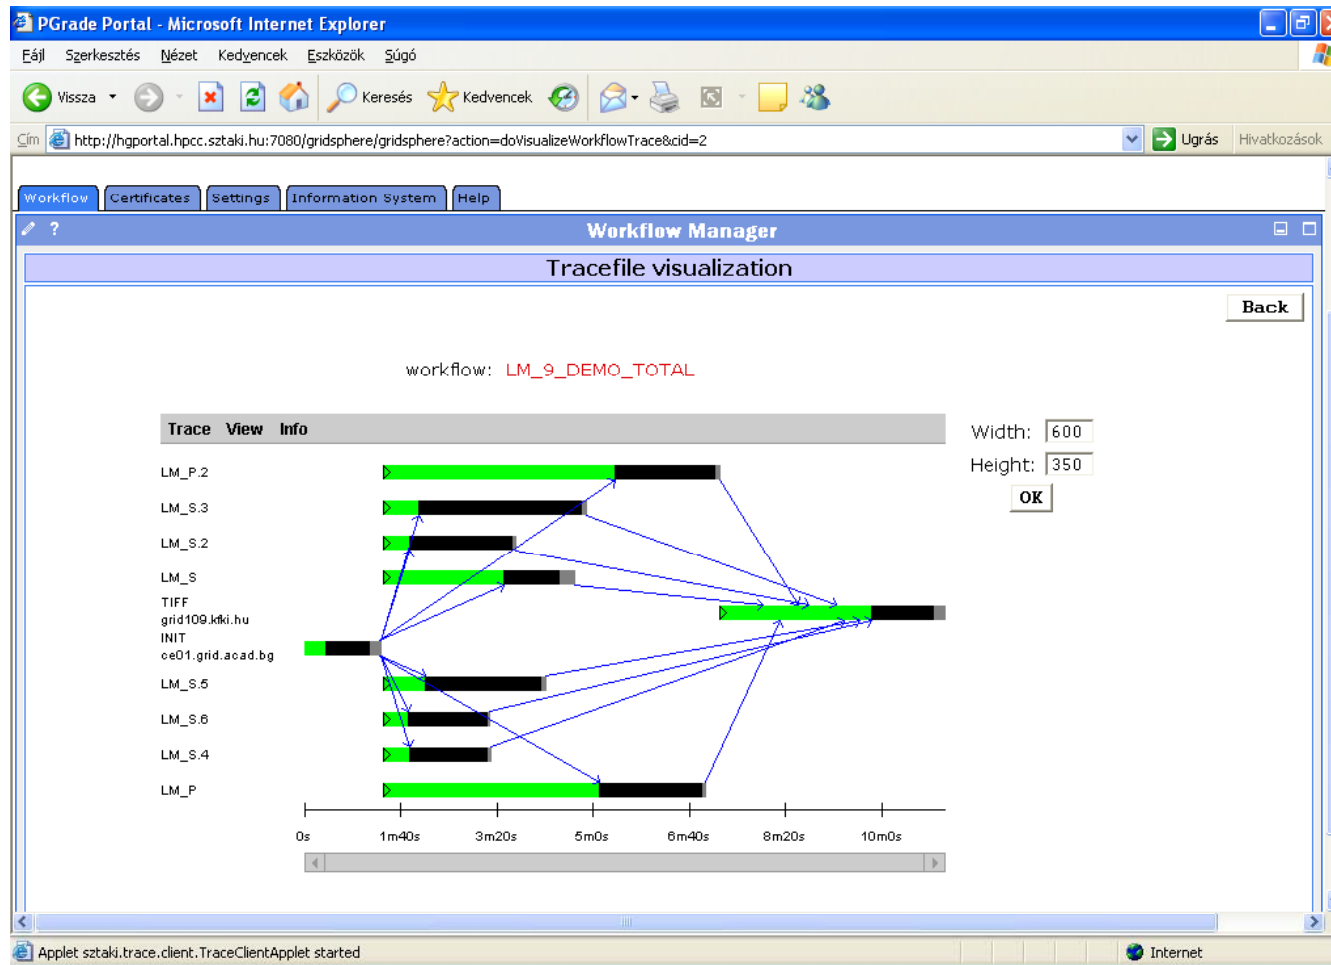 PGrade Portal - Microsoft Internet Explorer
Fájl Szerkesztés Nézet Kedvencek Eszközök Súgó
Vissza Keresés Kedvencek
Cím http://hgportal.hpcc.sztaki.hu:7080/gridsphere/gridsphere?action=doVisualizeWorkflowTrace&cid=2 Ugrás Hivatkozások
Workflow Certificates Settings Information System Help
? Workflow Manager
Tracefile visualization
Back
workflow: LM_9_DEMO_TOTAL
Trace View Info
Width: 600
Height: 350
OK
LM_P.2
LM_S.3
LM_S.2
LM_S
TIFF
grid109.kfki.hu
INIT
ce01.grid.acad.bg
LM_S.5
LM_S.6
LM_S.4
LM_P
0s 1m40s 3m20s 5m0s 6m40s 8m20s 10m0s
Applet sztaki.trace.client.TraceClientApplet started Internet